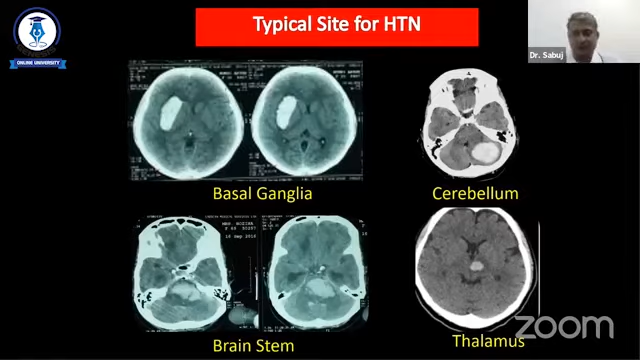 Typical Site for HTN
ONLINE UNIVERSITY
Dr. Sabuj
Basal Ganglia
Cerebellum
Brain Stem
Thalamus
zoom